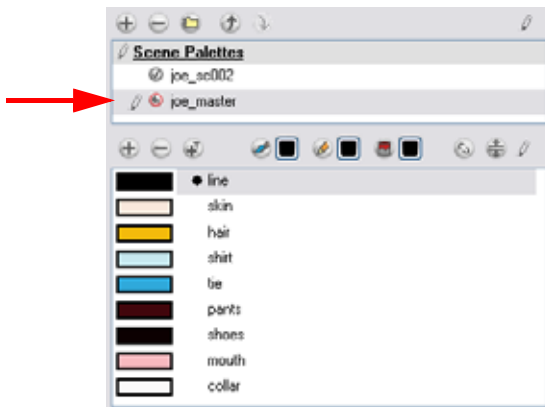 Scene Palettes
joe_sc002
joe_master
line
skin
hair
shirt
tie
pants
shoes
mouth
collar